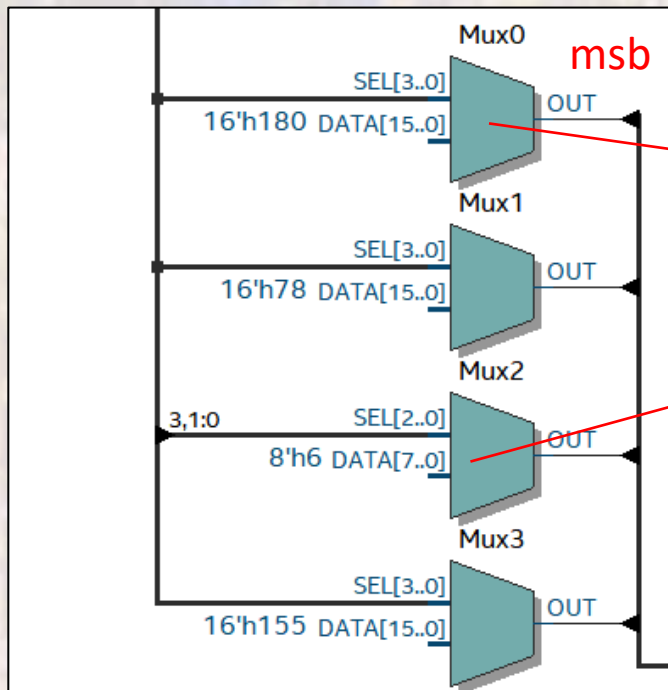 Mux0
msb
SEL[3..0]
OUT
16'h180 DATA[15..0]
Mux1
SEL[3..0]
OUT
16'h78 DATA[15..0]
Mux2
3,1:0
SEL[2..0]
OUT
8'h6 DATA[7..0]
Mux3
SEL[3..0]
OUT
16'h155 DATA[15..0]